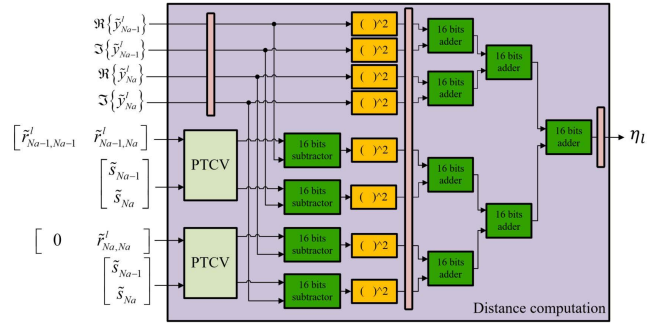 ℜ{ỹ^l_{Na-1}}
ℑ{ỹ^l_{Na-1}}
ℜ{ỹ^l_{Na}}
ℑ{ỹ^l_{Na}}
( )^2
( )^2
( )^2
( )^2
16 bits adder
16 bits adder
16 bits adder
16 bits adder
η_l
[r̃^l_{Na-1,Na-1} r̃^l_{Na-1,Na}]
[s̃_{Na-1}
s̃_{Na}]
PTCV
16 bits subtractor
16 bits subtractor
( )^2
( )^2
16 bits adder
16 bits adder
[0 r̃^l_{Na,Na}]
[s̃_{Na-1}
s̃_{Na}]
PTCV
16 bits subtractor
16 bits subtractor
( )^2
( )^2
16 bits adder
Distance computation